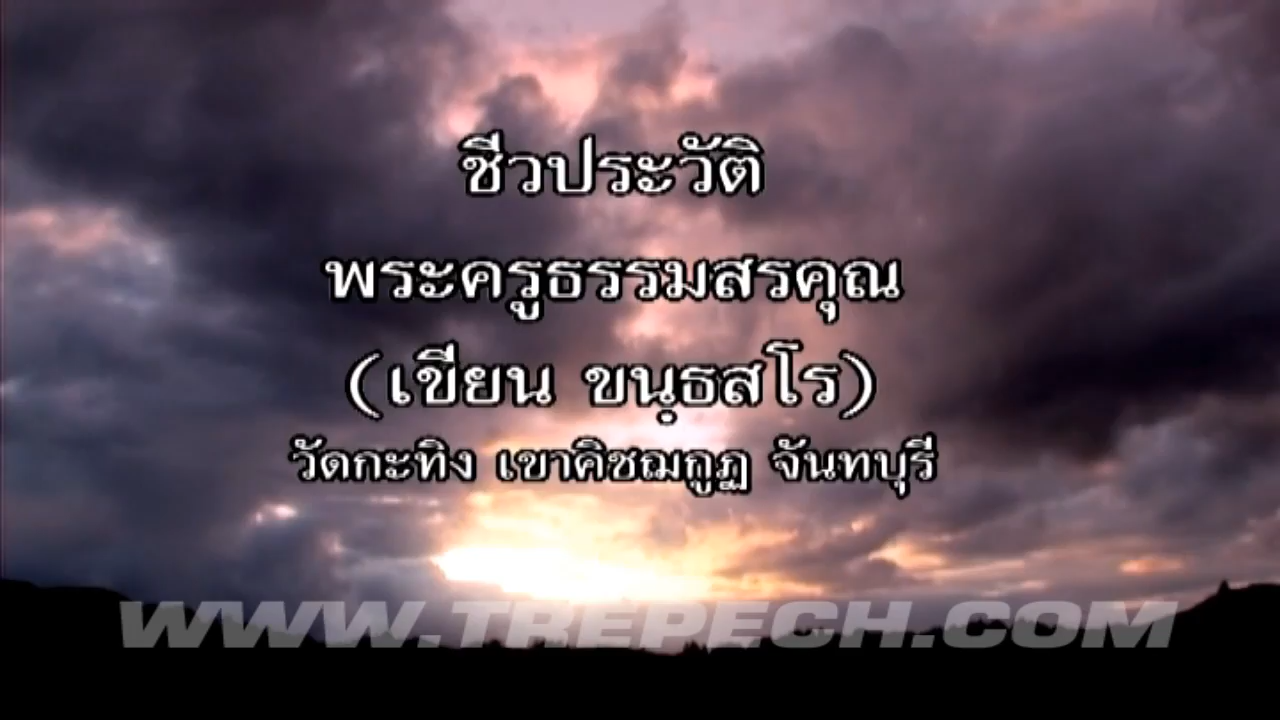 ชีวประวัติ
พระครูธรรมสรคุณ
(เขียน ขนฺธสโร)
วัดกะทิง เขาคิชฌกูฏ จันทบุรี
WWW.TREPECH.COM